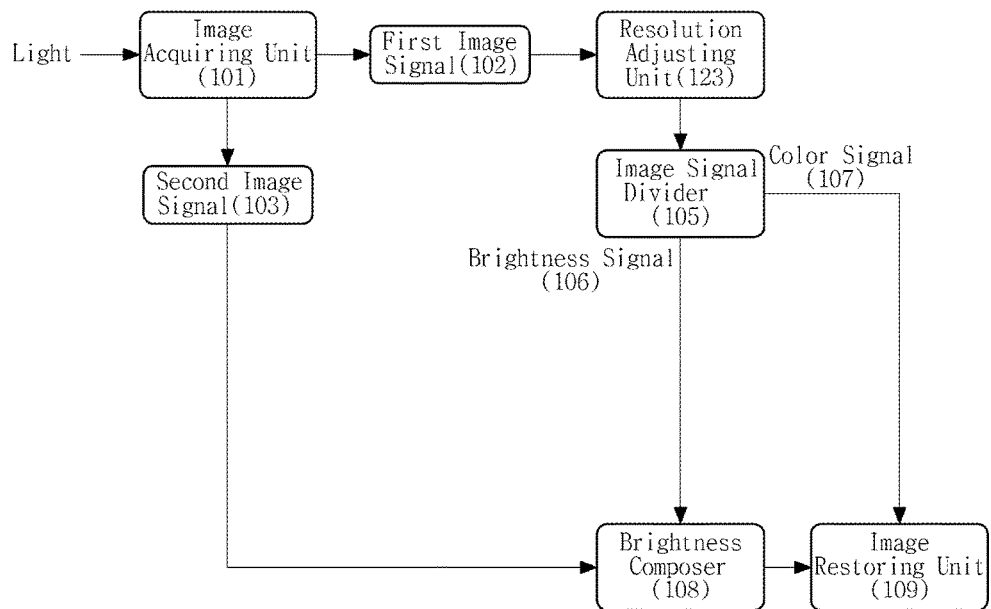 Light
Image
Acquiring Unit
(101)
First Image
Signal(102)
Resolution
Adjusting
Unit(123)
Second Image
Signal(103)
Image Signal
Divider
(105)
Color Signal
(107)
Brightness Signal
(106)
Brightness
Composer
(108)
Image
Restoring Unit
(109)